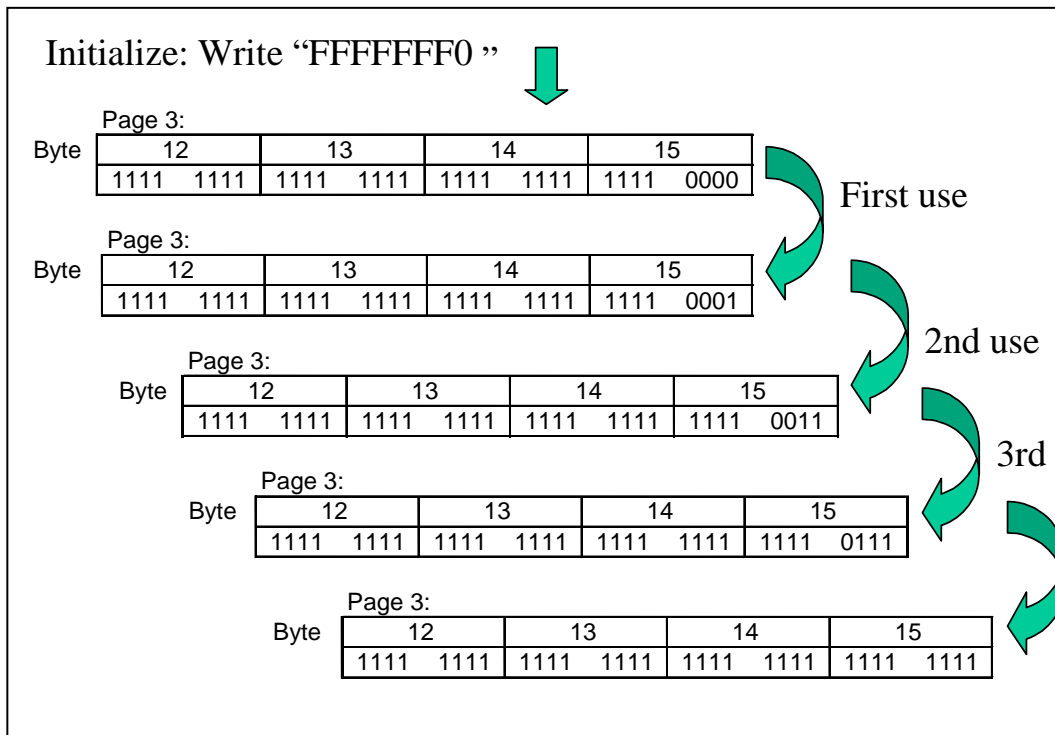 Initialize: Write “FFFFFFF0 ”
Page 3:
Byte 12 13 14 15
1111 1111 1111 1111 1111 1111 1111 0000
First use
Page 3:
Byte 12 13 14 15
1111 1111 1111 1111 1111 1111 1111 0001
2nd use
Page 3:
Byte 12 13 14 15
1111 1111 1111 1111 1111 1111 1111 0011
3rd
Page 3:
Byte 12 13 14 15
1111 1111 1111 1111 1111 1111 1111 0111
Page 3:
Byte 12 13 14 15
1111 1111 1111 1111 1111 1111 1111 1111